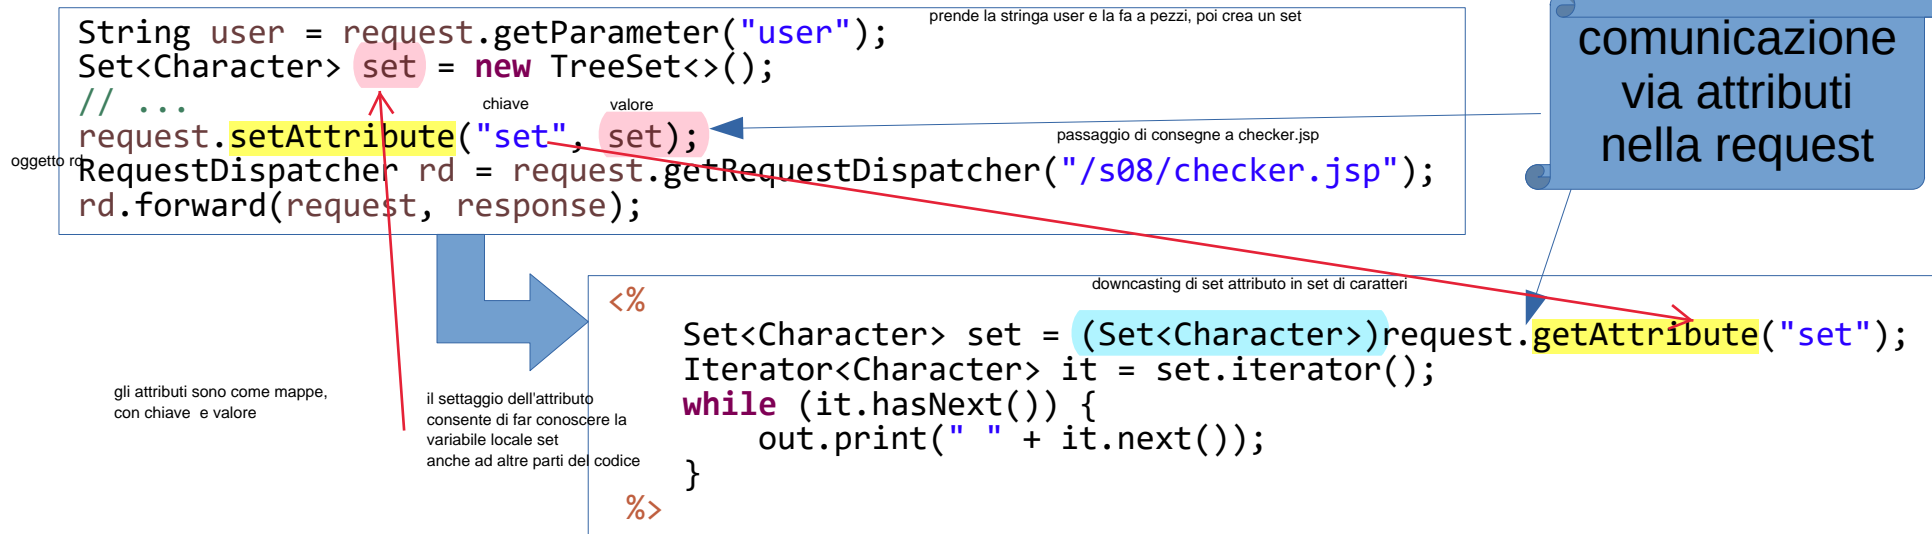 prende la stringa user e la fa a pezzi, poi crea un set
String user = request.getParameter("user");
Set<Character> set = new TreeSet<>();
// ...
chiave valore
request.setAttribute("set", set);
passaggio di consegne a checker.jsp
oggetto rd
RequestDispatcher rd = request.getRequestDispatcher("/s08/checker.jsp");
rd.forward(request, response);
comunicazione
via attributi
nella request
downcasting di set attributo in set di caratteri
<%
Set<Character> set = (Set<Character>)request.getAttribute("set");
Iterator<Character> it = set.iterator();
while (it.hasNext()) {
out.print(" " + it.next());
}
%>
gli attributi sono come mappe,
con chiave e valore
il settaggio dell'attributo
consente di far conoscere la
variabile locale set
anche ad altre parti del codice